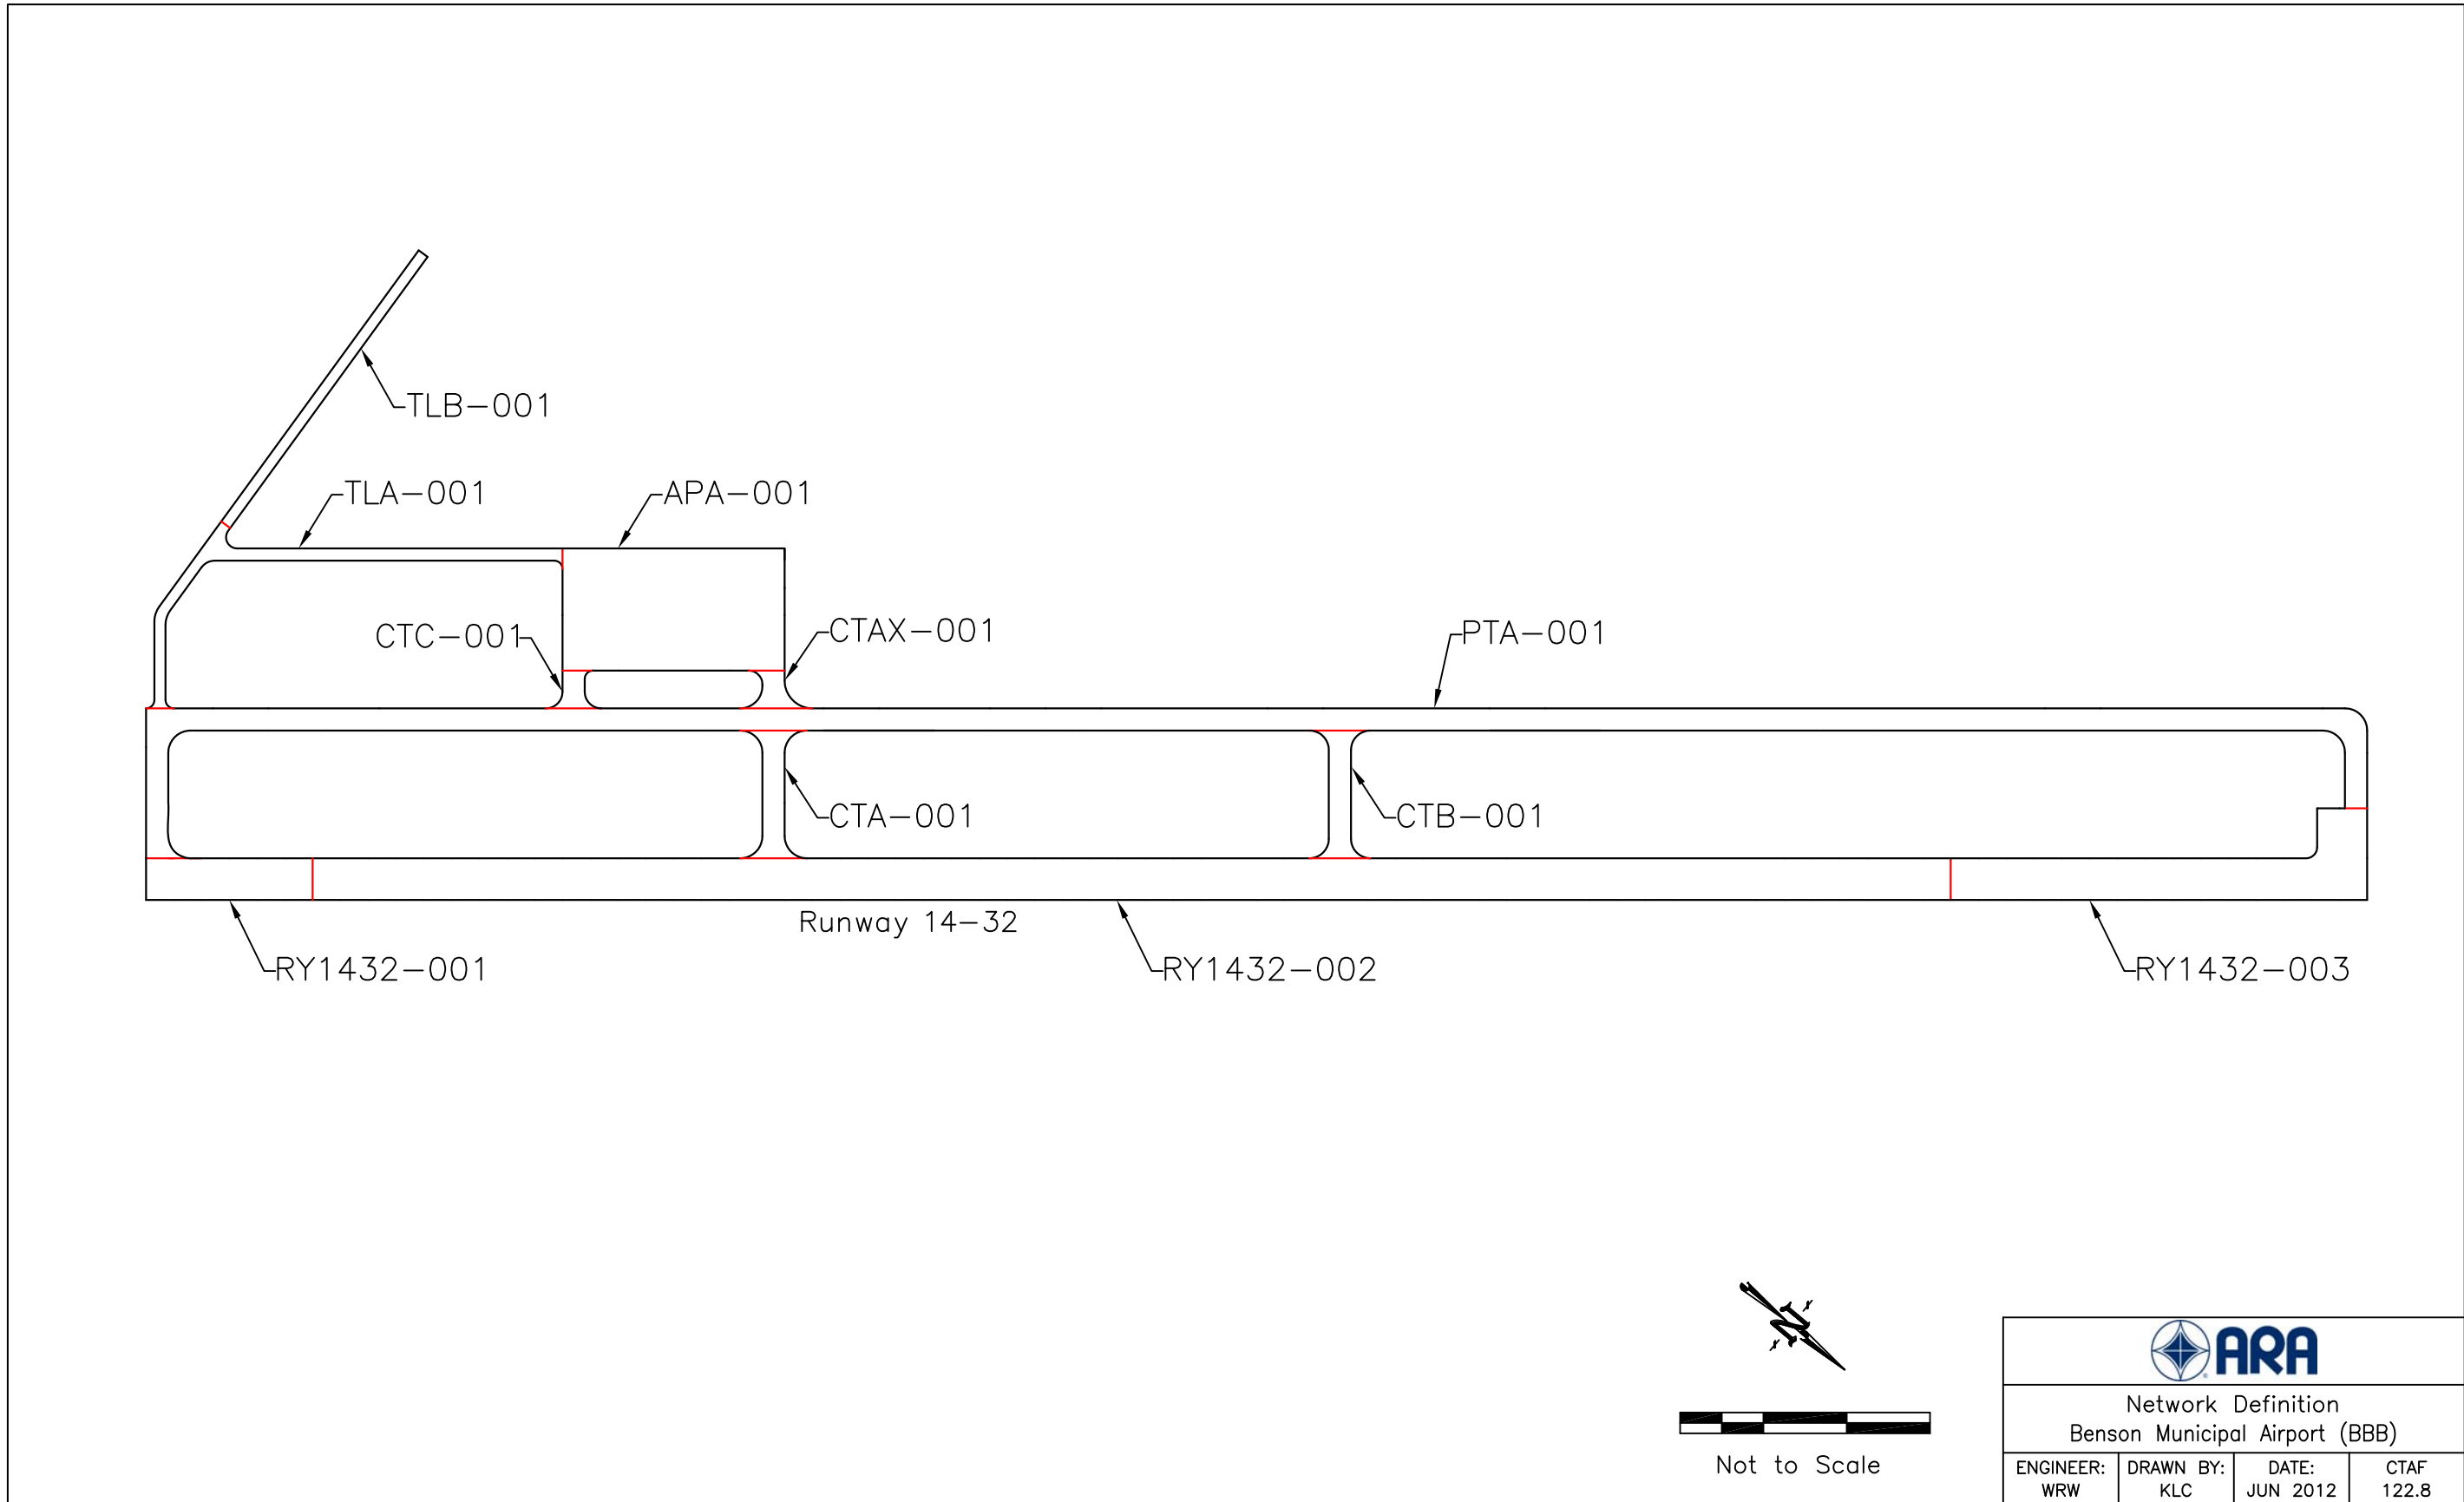 TLB-001
TLA-001
APA-001
CTC-001
CTAX-001
PTA-001
CTA-001
CTB-001
Runway 14-32
RY1432-001
RY1432-002
RY1432-003
N
Not to Scale
ARA
®
Network Definition
Benson Municipal Airport (BBB)
ENGINEER:
WRW
DRAWN BY:
KLC
DATE:
JUN 2012
CTAF
122.8